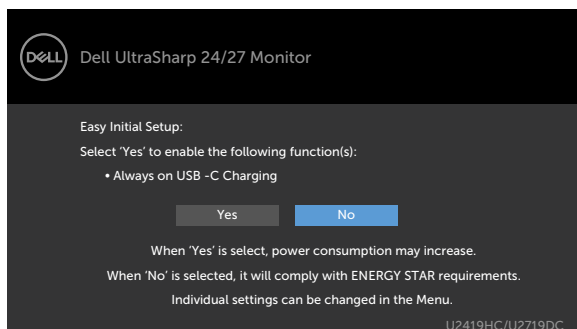 DELL
Dell UltraSharp 24/27 Monitor
Easy Initial Setup:
Select ‘Yes’ to enable the following function(s):
• Always on USB -C Charging
Yes No
When ‘Yes’ is select, power consumption may increase.
When ‘No’ is selected, it will comply with ENERGY STAR requirements.
Individual settings can be changed in the Menu.
U2419HC/U2719DC